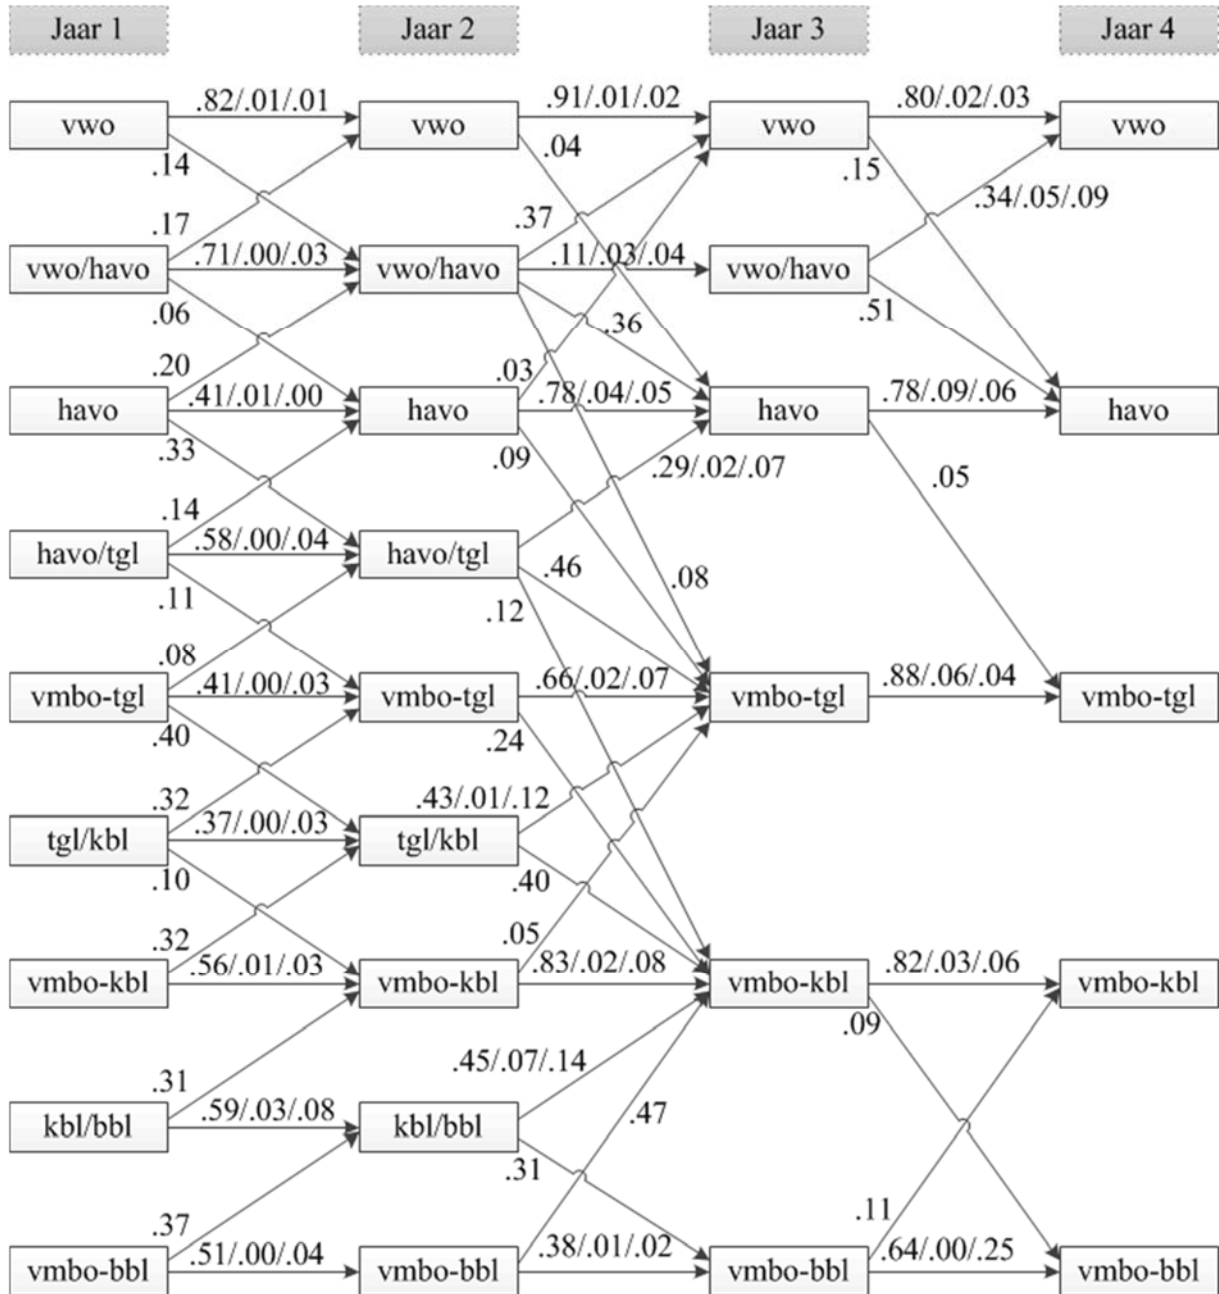 Jaar 1 Jaar 2 Jaar 3 Jaar 4
.82/.01/.01 .91/.01/.02 .80/.02/.03
vwo vwo vwo vwo
.14 .04 .15
.34/.05/.09
.17 .37
vwo/havo .71/.00/.03 vwo/havo .11/.03/.04 vwo/havo
.06 .36 .51
.20 .03
havo .41/.01/.00 havo .78/.04/.05 havo .78/.09/.06 havo
.33 .09 .29/.02/.07 .05
.14
havo/tgl .58/.00/.04 havo/tgl .46 .08
.11 .12
.08
vmbo-tgl .41/.00/.03 vmbo-tgl .66/.02/.07 vmbo-tgl .88/.06/.04 vmbo-tgl
.40 .24
.32 .43/.01/.12
tgl/kbl .37/.00/.03 tgl/kbl
.10 .40
.32 .05
vmbo-kbl .56/.01/.03 vmbo-kbl .83/.02/.08 vmbo-kbl .82/.03/.06 vmbo-kbl
.09
.31 .45/.07/.14
kbl/bbl .59/.03/.08 kbl/bbl .47
.31
.37 .11
vmbo-bbl .51/.00/.04 vmbo-bbl .38/.01/.02 vmbo-bbl .64/.00/.25 vmbo-bbl